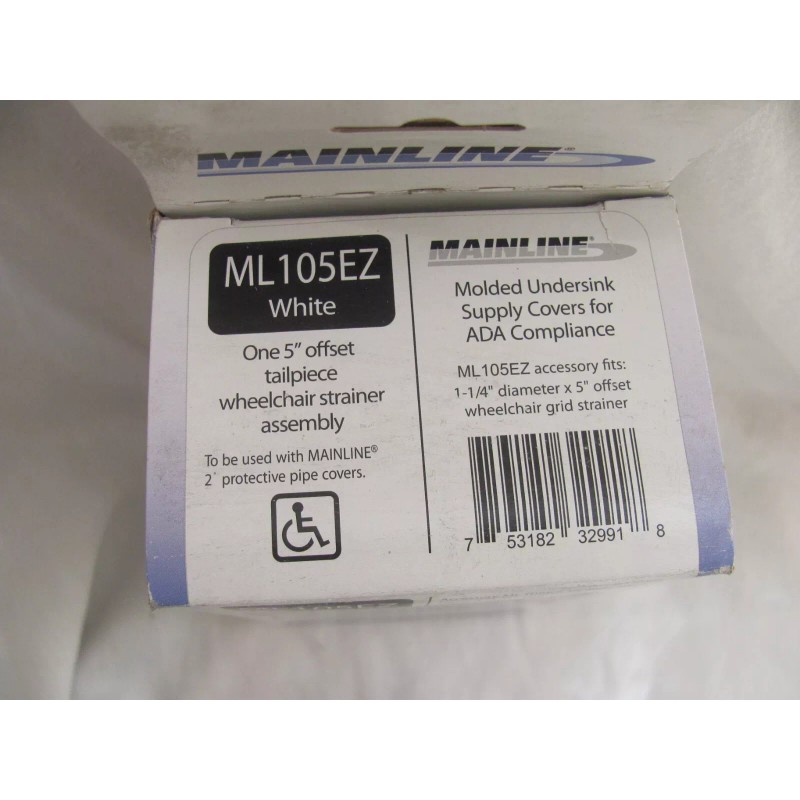 MAINLINE
ML105EZ
White
One 5" offset
tailpiece
wheelchair strainer
assembly
To be used with MAINLINE®
2" protective pipe covers.
MAINLINE®
Molded Undersink
Supply Covers for
ADA Compliance
ML105EZ accessory fits:
1-1/4" diameter x 5" offset
wheelchair grid strainer
7 53182 32991 8